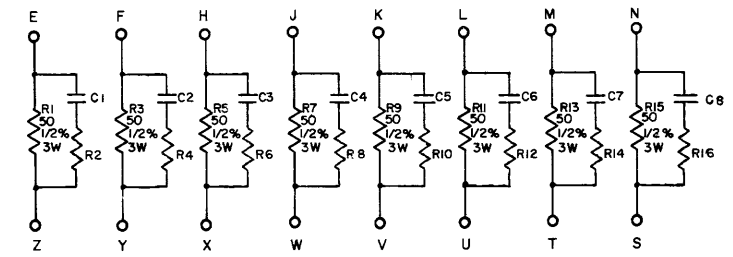 E F H J K L M N
R1 50 1/2% 3W C1 R2
R3 50 1/2% 3W C2 R4
R5 50 1/2% 3W C3 R6
R7 50 1/2% 3W C4 R8
R9 50 1/2% 3W C5 R10
R11 50 1/2% 3W C6 R12
R13 50 1/2% 3W C7 R14
R15 50 1/2% 3W C8 R16
Z Y X W V U T S